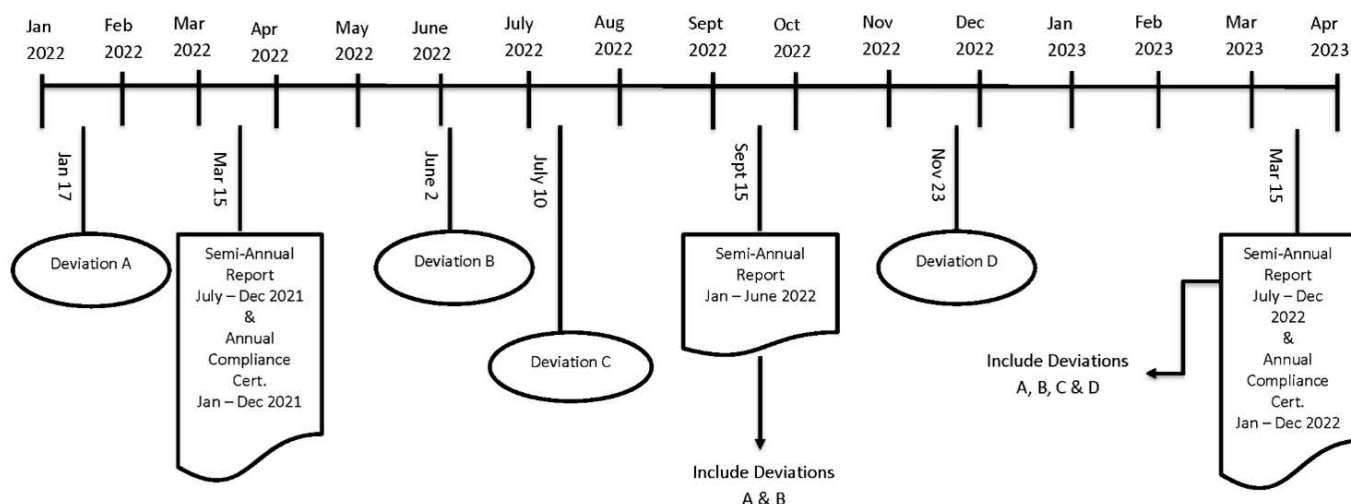 Jan
2022
Feb
2022
Mar
2022
Apr
2022
May
2022
June
2022
July
2022
Aug
2022
Sept
2022
Oct
2022
Nov
2022
Dec
2022
Jan
2023
Feb
2023
Mar
2023
Apr
2023
Jan 17
Mar 15
June 2
July 10
Sept 15
Nov 23
Mar 15
Deviation A
Semi-Annual
Report
July – Dec 2021
&
Annual
Compliance
Cert.
Jan – Dec 2021
Deviation B
Deviation C
Semi-Annual
Report
Jan – June 2022
Include Deviations
A & B
Deviation D
Include Deviations
A, B, C & D
Semi-Annual
Report
July – Dec
2022
&
Annual
Compliance
Cert.
Jan – Dec 2022